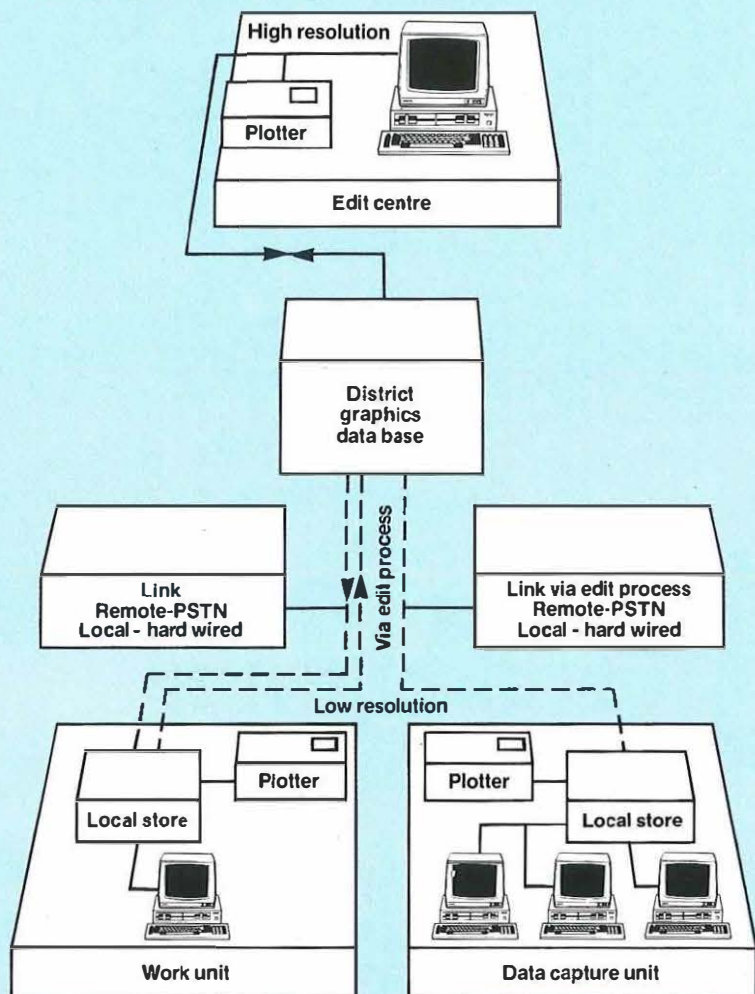 High resolution
Plotter
Edit centre
District
graphics
data base
Via edit process
Link
Remote-PSTN
Local - hard wired
Link via edit process
Remote-PSTN
Local - hard wired
Low resolution
Plotter
Local store
Work unit
Plotter
Local store
Data capture unit